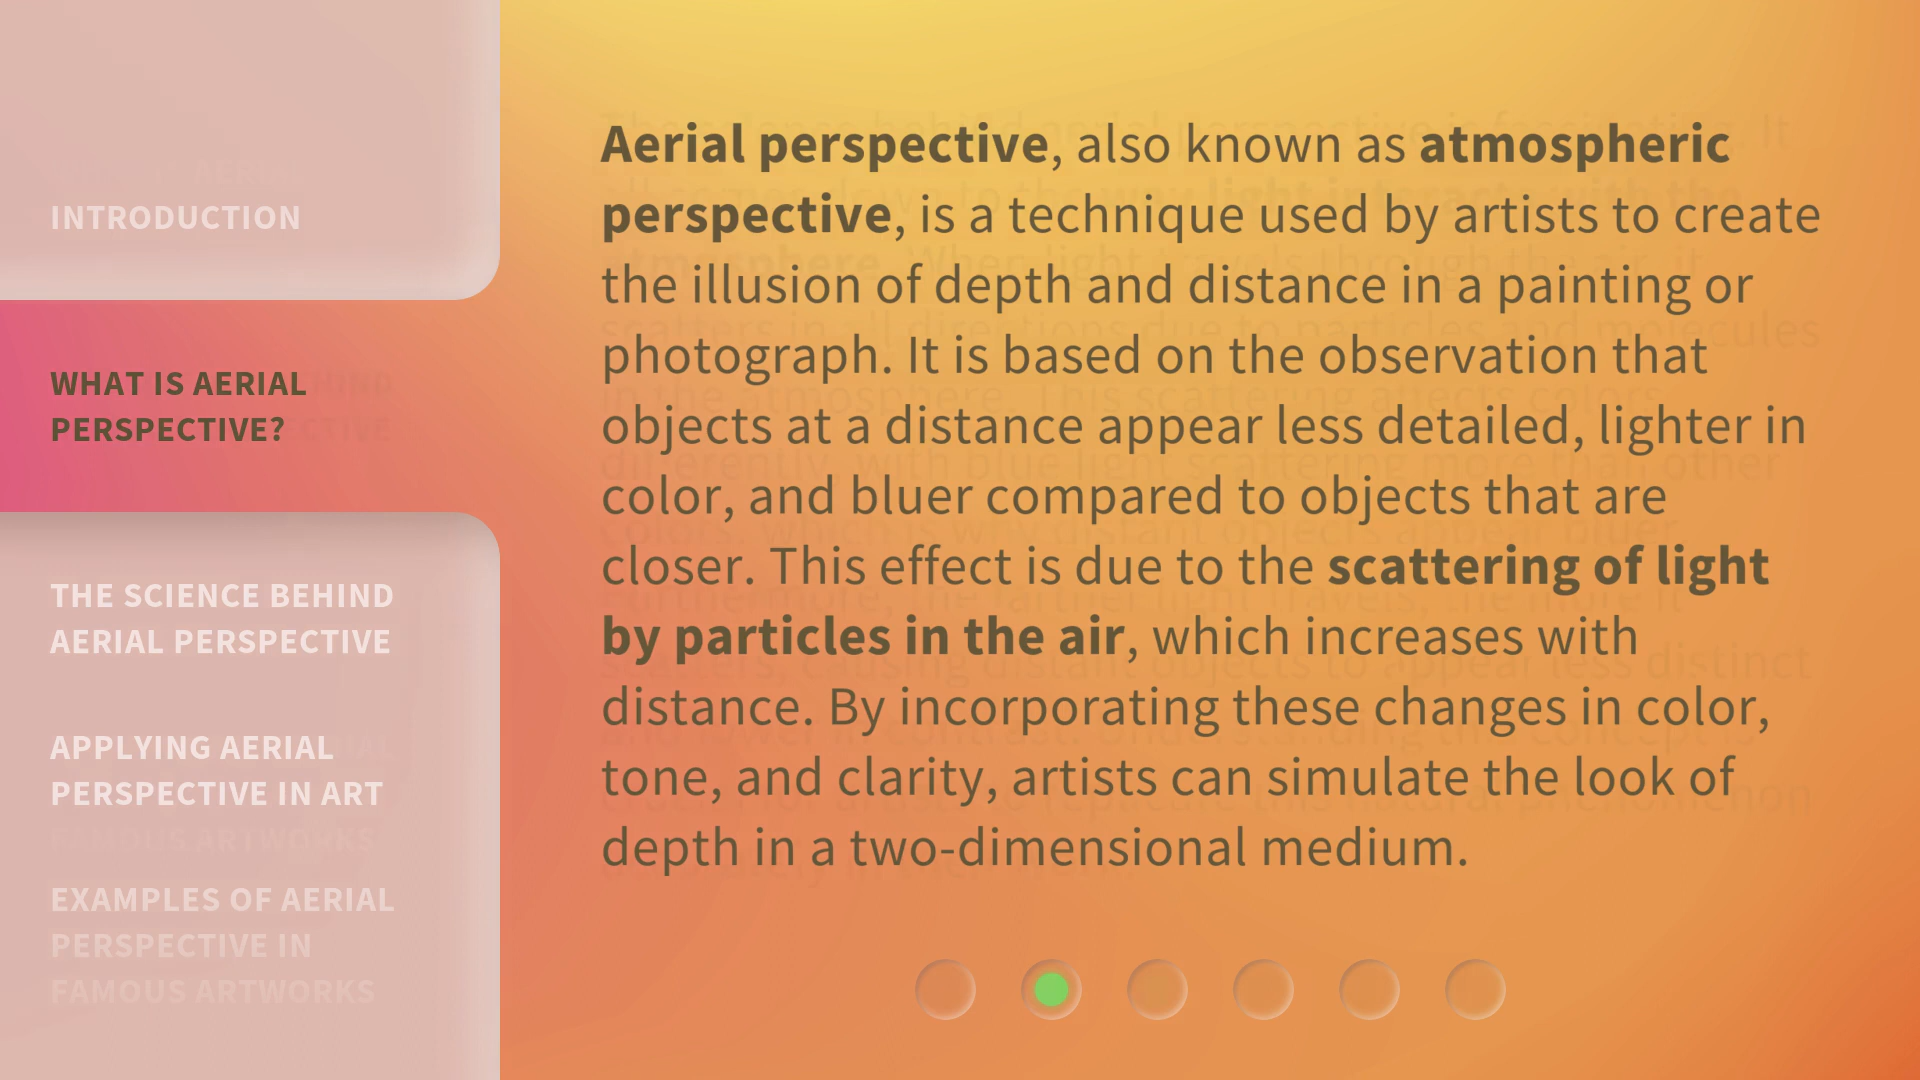 INTRODUCTION
WHAT IS AERIAL
PERSPECTIVE?
THE SCIENCE BEHIND
AERIAL PERSPECTIVE
APPLYING AERIAL
PERSPECTIVE IN ART
EXAMPLES OF AERIAL
PERSPECTIVE IN
FAMOUS ARTWORKS
Aerial perspective, also known as atmospheric
perspective, is a technique used by artists to create
the illusion of depth and distance in a painting or
photograph. It is based on the observation that
objects at a distance appear less detailed, lighter in
color, and bluer compared to objects that are
closer. This effect is due to the scattering of light
by particles in the air, which increases with
distance. By incorporating these changes in color,
tone, and clarity, artists can simulate the look of
depth in a two-dimensional medium.